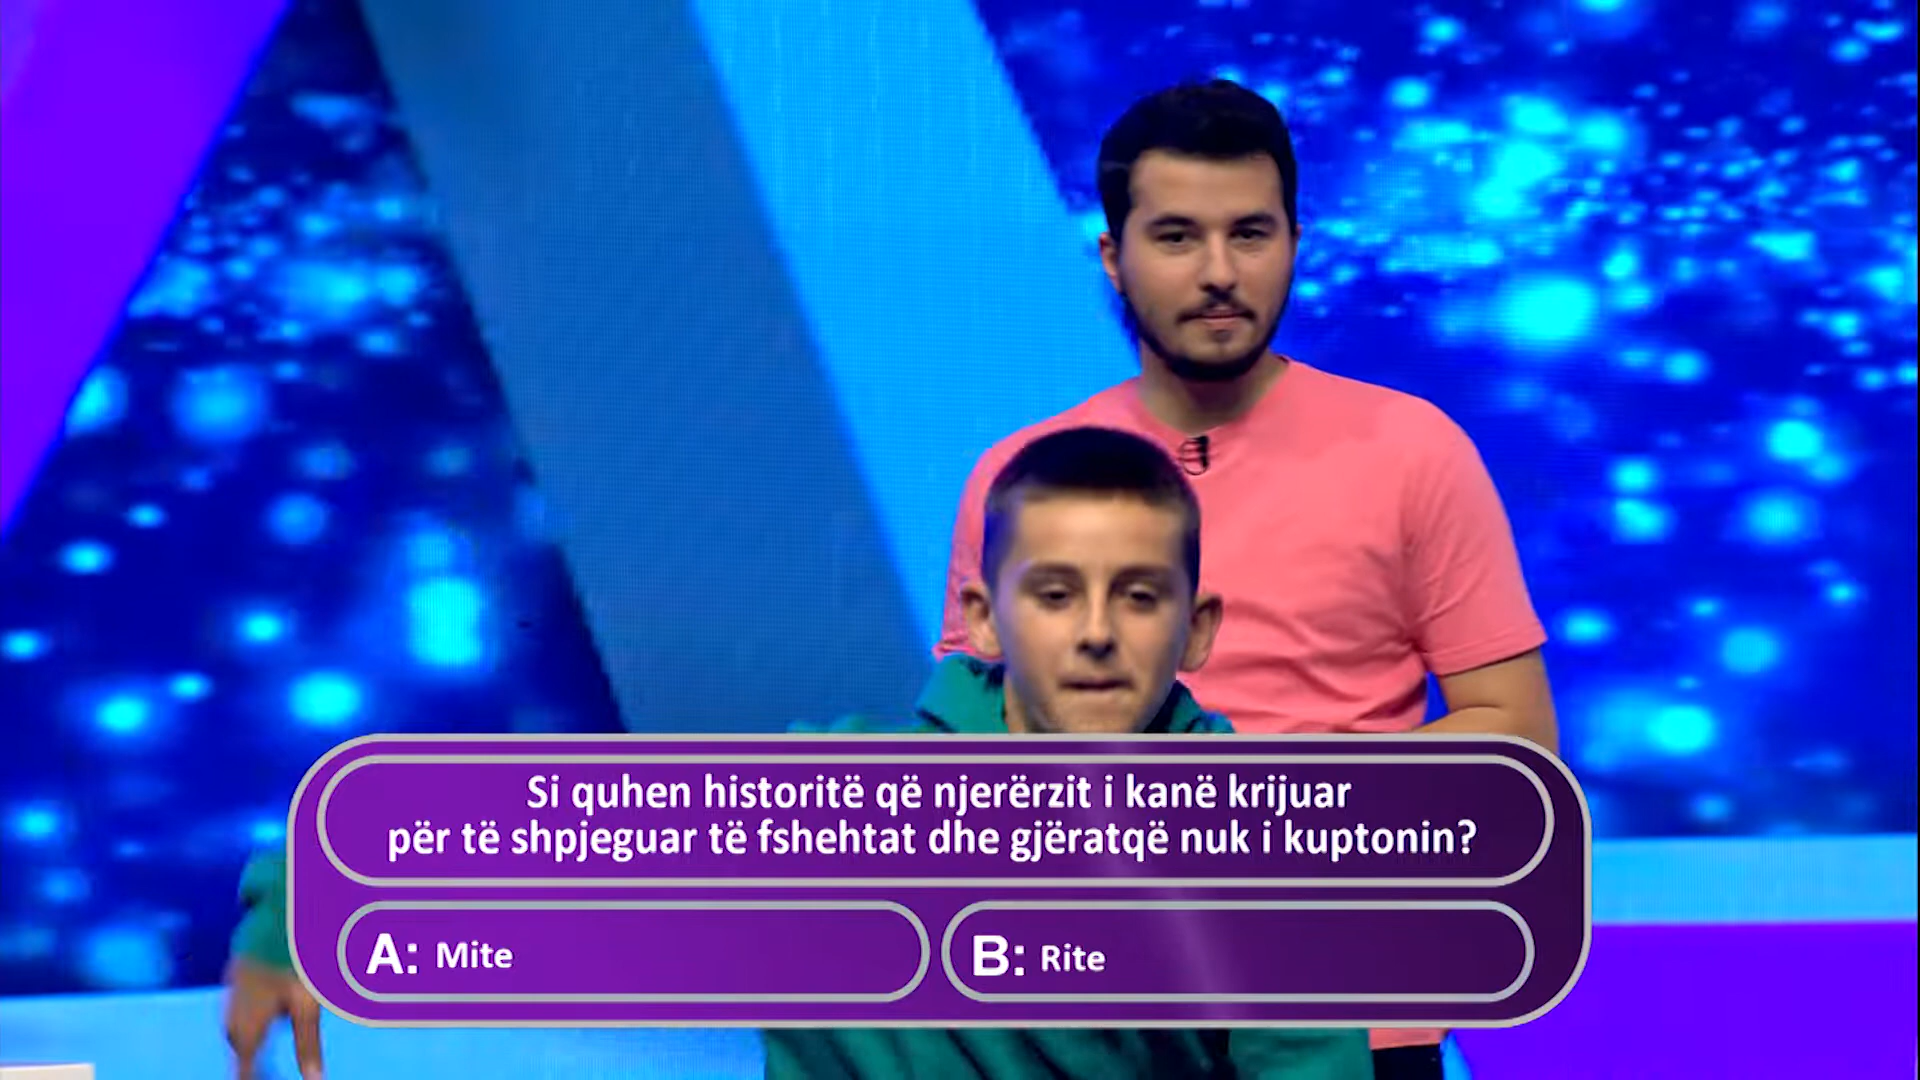 Si quhen historitë që njerërzit i kanë krijuar
për të shpjeguar të fshehtat dhe gjëratqë nuk i kuptonin?
A: Mite
B: Rite